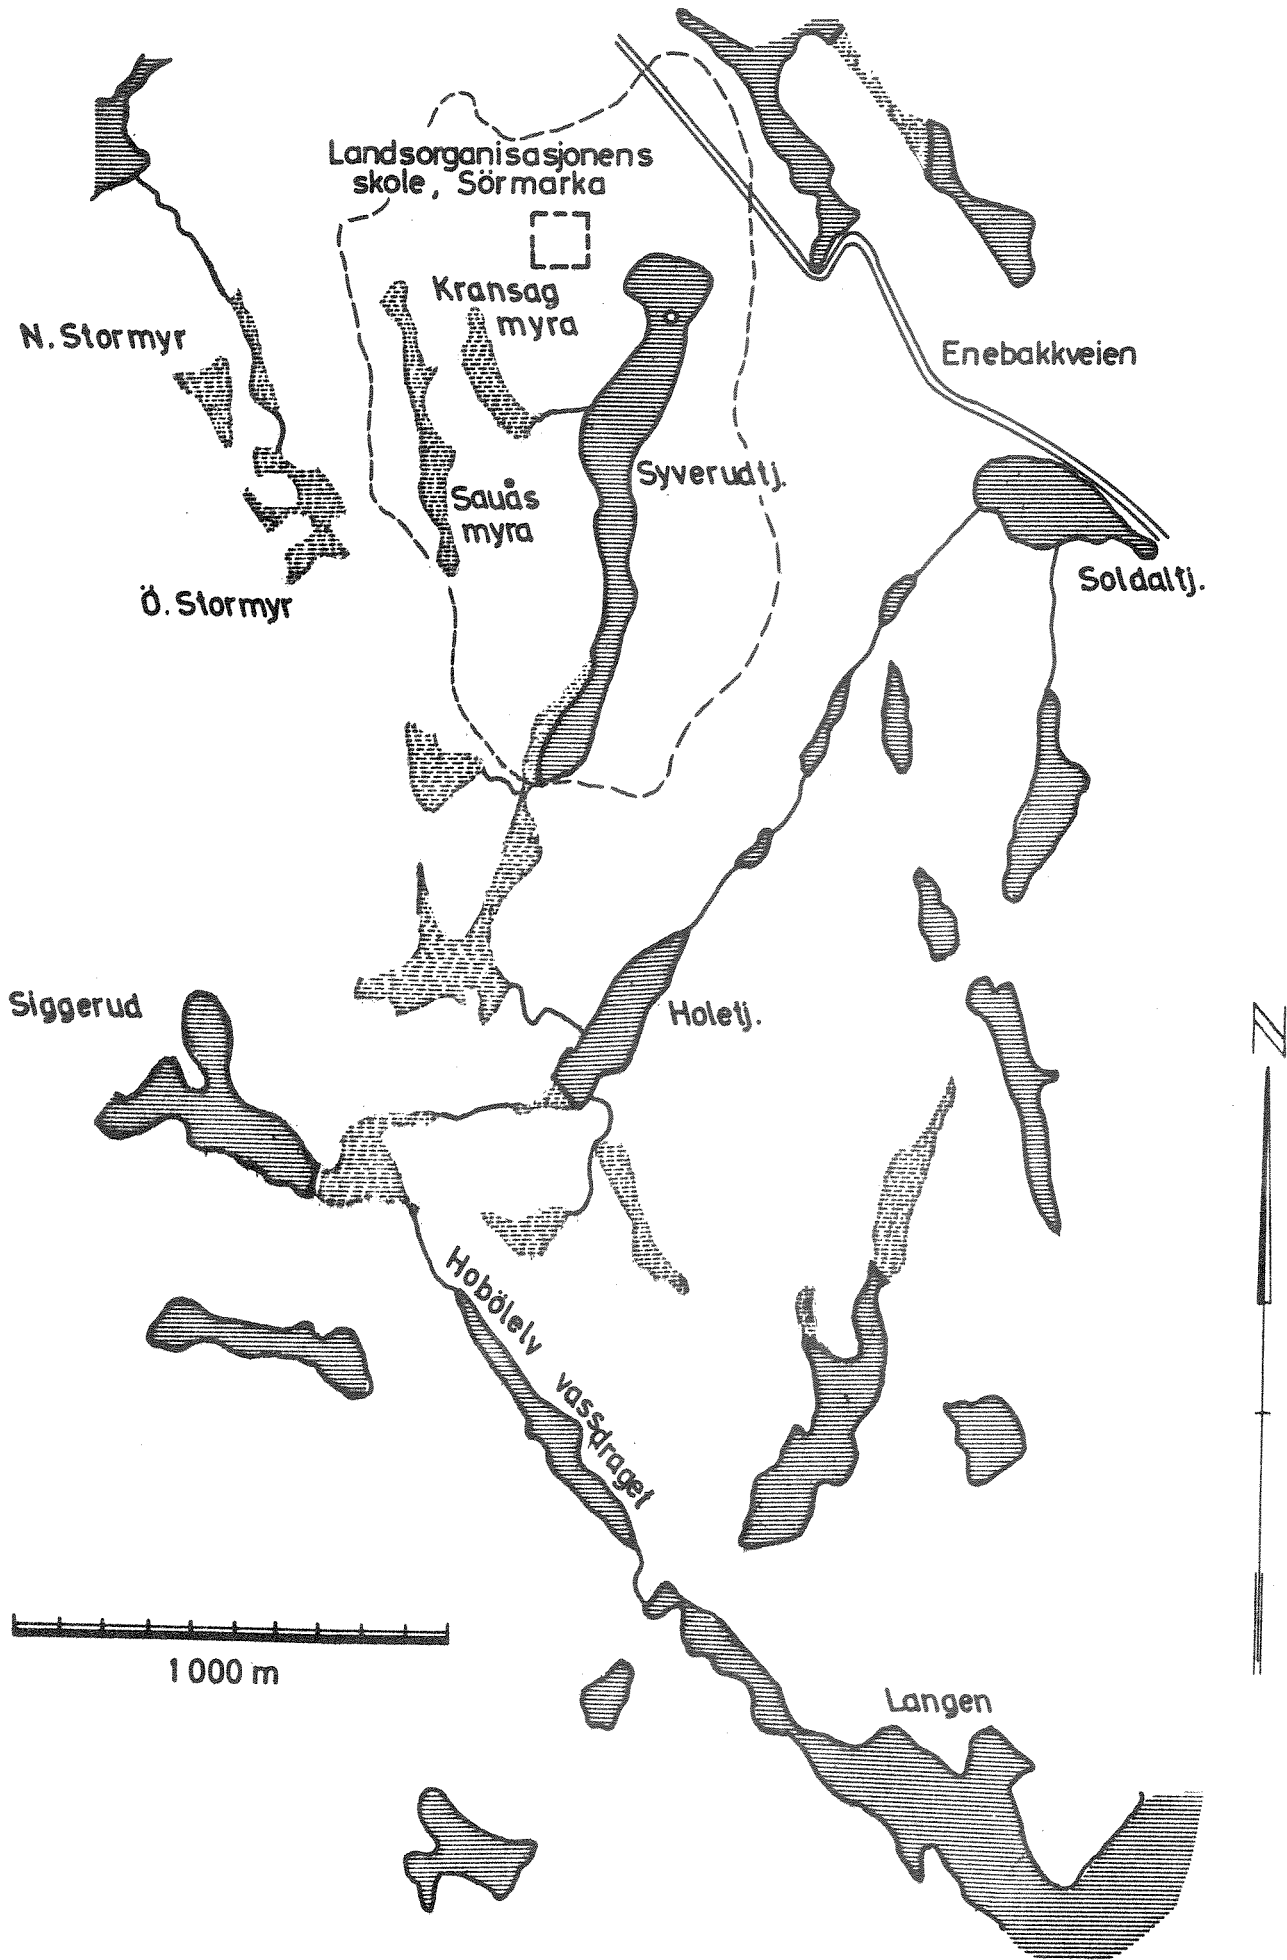 Landsorganisasjonens
skole, Sörmarka
Kransag
myra
N. Stormyr
Enebakkveien
Syverudtj.
Sauås
myra
Soldaltj.
Ö. Stormyr
Siggerud
Holetj.
N
Hobölelv vassdraget
1000 m
Langen